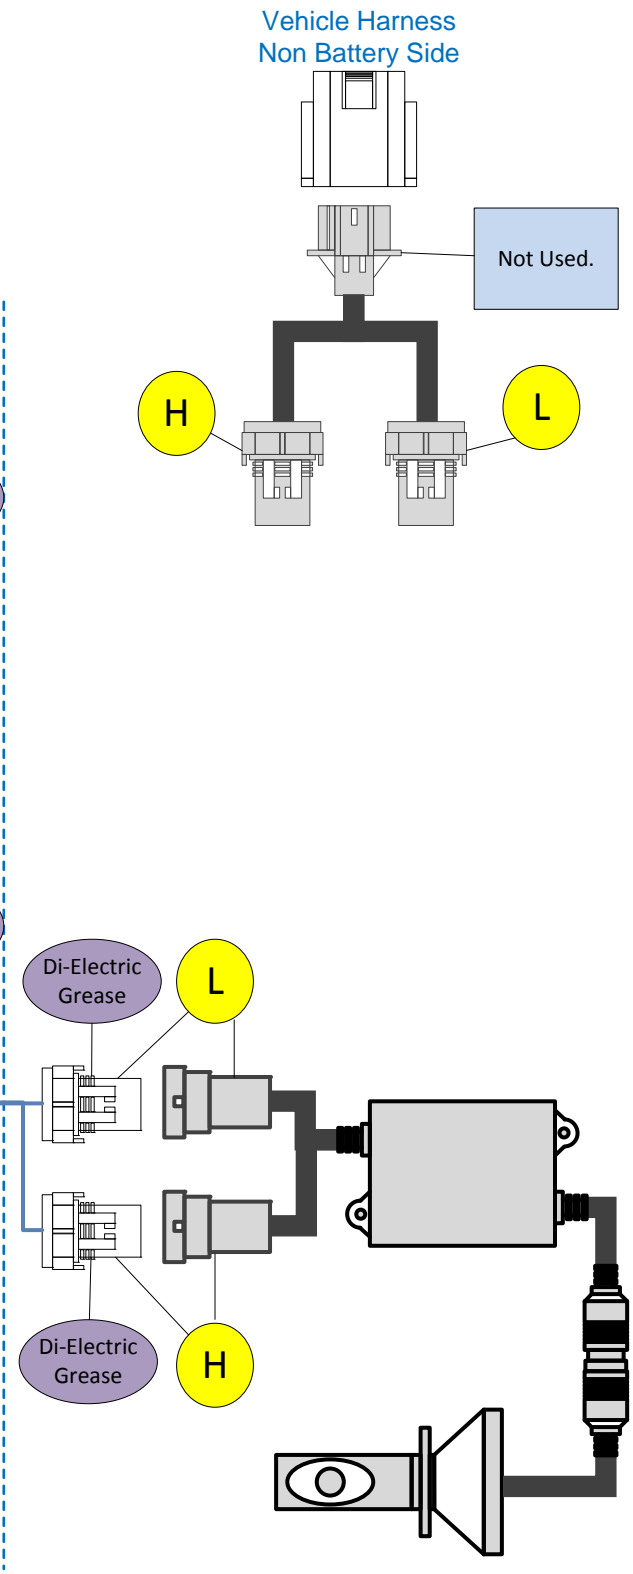 Vehicle Harness
Non Battery Side
Not Used.
H
L
Di-Electric
Grease
L
Di-Electric
Grease
H